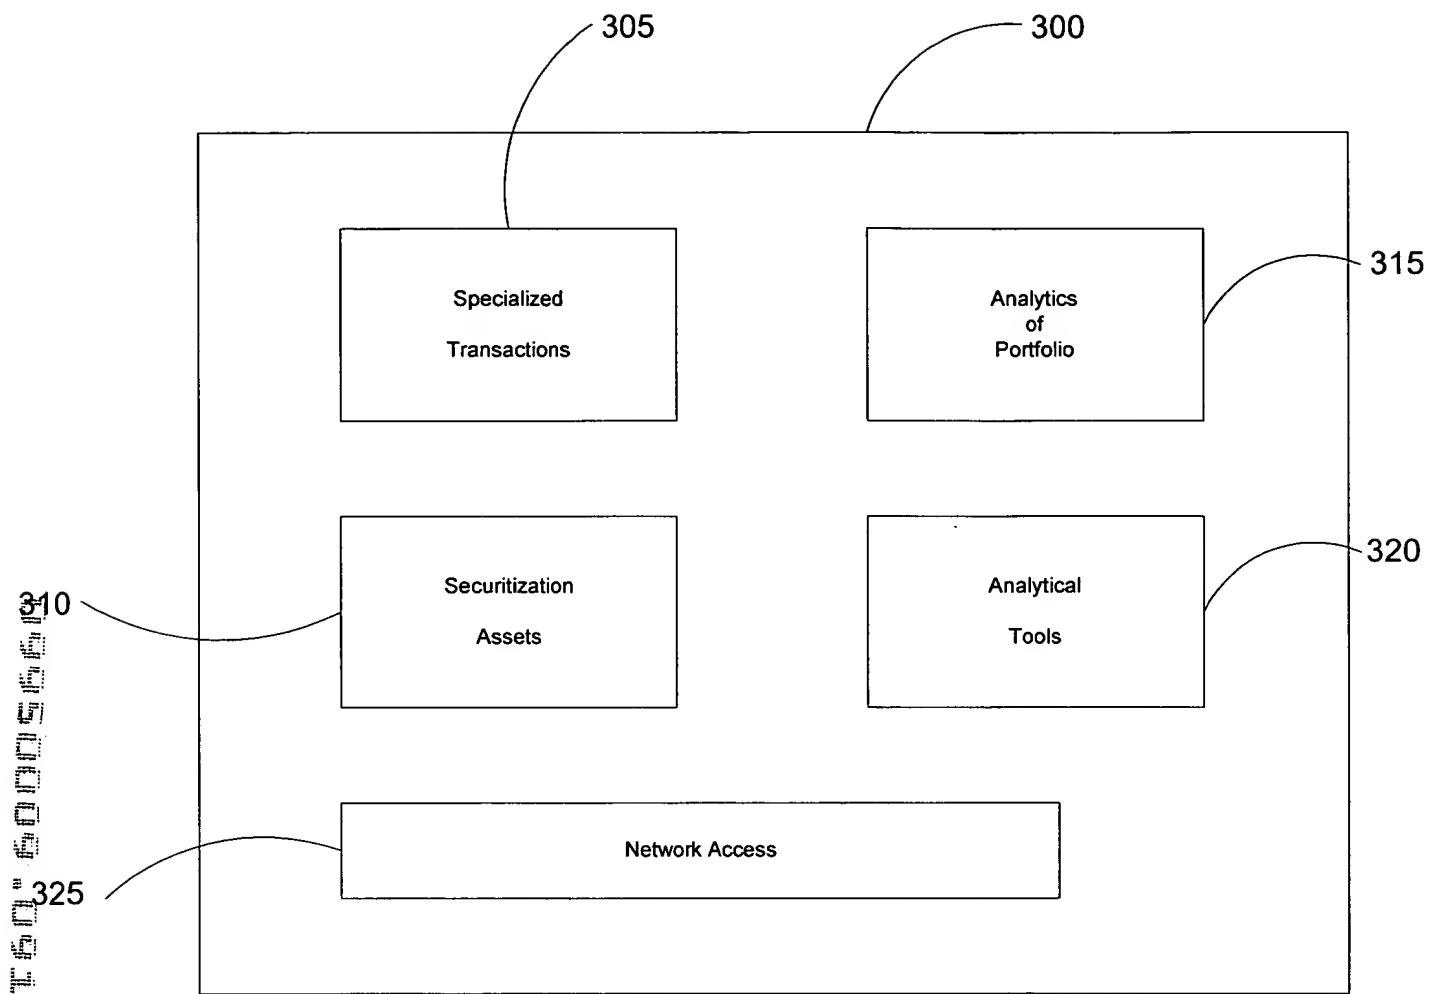 305
300
Specialized
Transactions
Analytics
of
Portfolio
315
Securitization
Assets
310
Analytical
Tools
320
Network Access
325